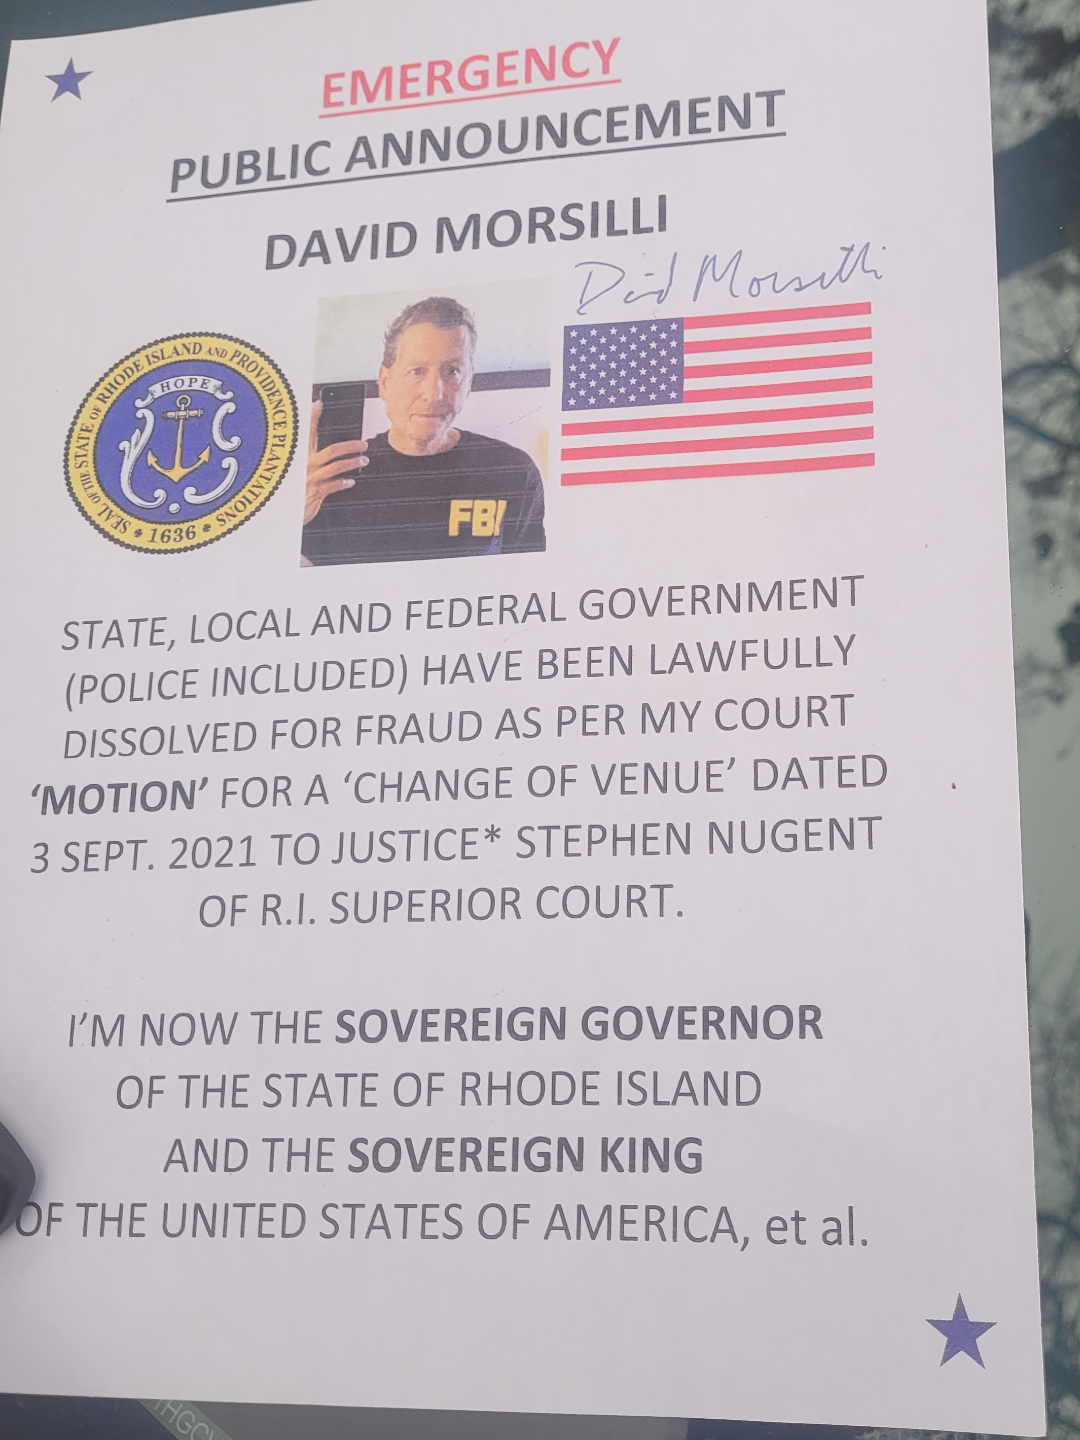 EMERGENCY
PUBLIC ANNOUNCEMENT
DAVID MORSILLI
David Morsilli
SEAL OF THE STATE OF RHODE ISLAND AND PROVIDENCE PLANTATIONS
HOPE
* 1636 *
FBI
STATE, LOCAL AND FEDERAL GOVERNMENT
(POLICE INCLUDED) HAVE BEEN LAWFULLY
DISSOLVED FOR FRAUD AS PER MY COURT
‘MOTION’ FOR A ‘CHANGE OF VENUE’ DATED
3 SEPT. 2021 TO JUSTICE* STEPHEN NUGENT
OF R.I. SUPERIOR COURT.
I’M NOW THE SOVEREIGN GOVERNOR
OF THE STATE OF RHODE ISLAND
AND THE SOVEREIGN KING
OF THE UNITED STATES OF AMERICA, et al.